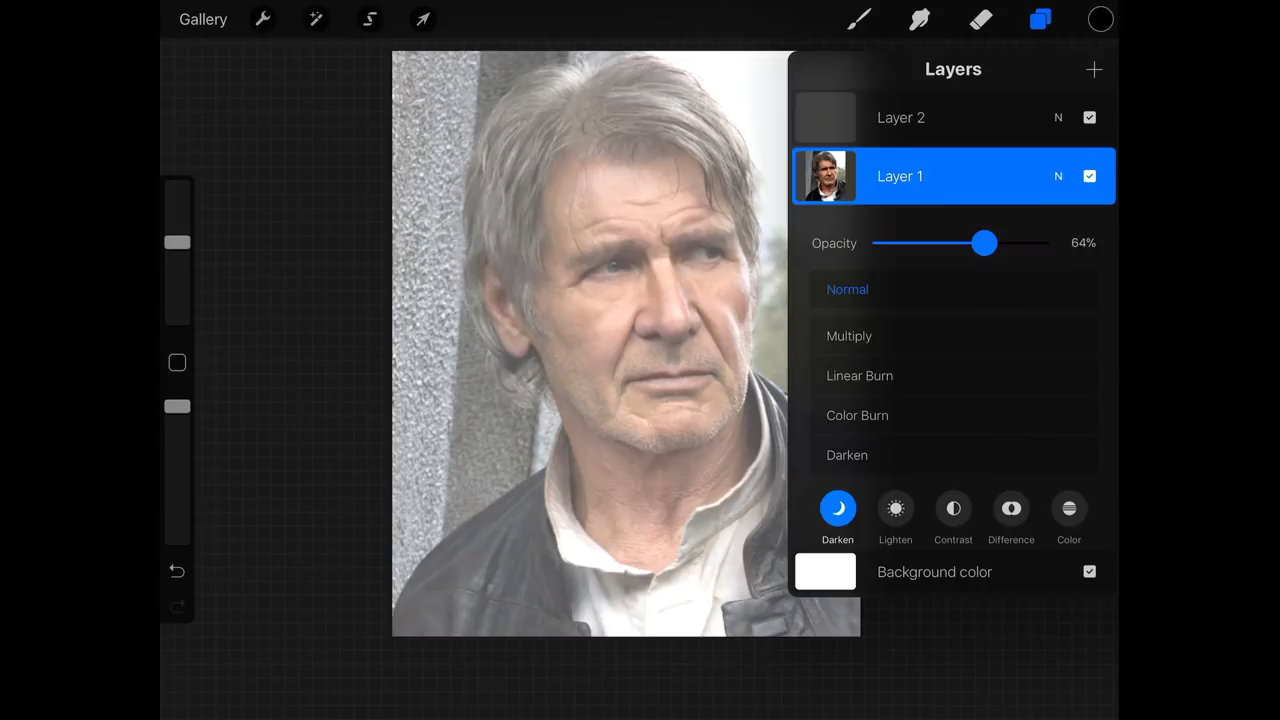 Gallery
Layers
Layer 2 N
Layer 1 N
Opacity 64%
Normal
Multiply
Linear Burn
Color Burn
Darken
Darken Lighten Contrast Difference Color
Background color